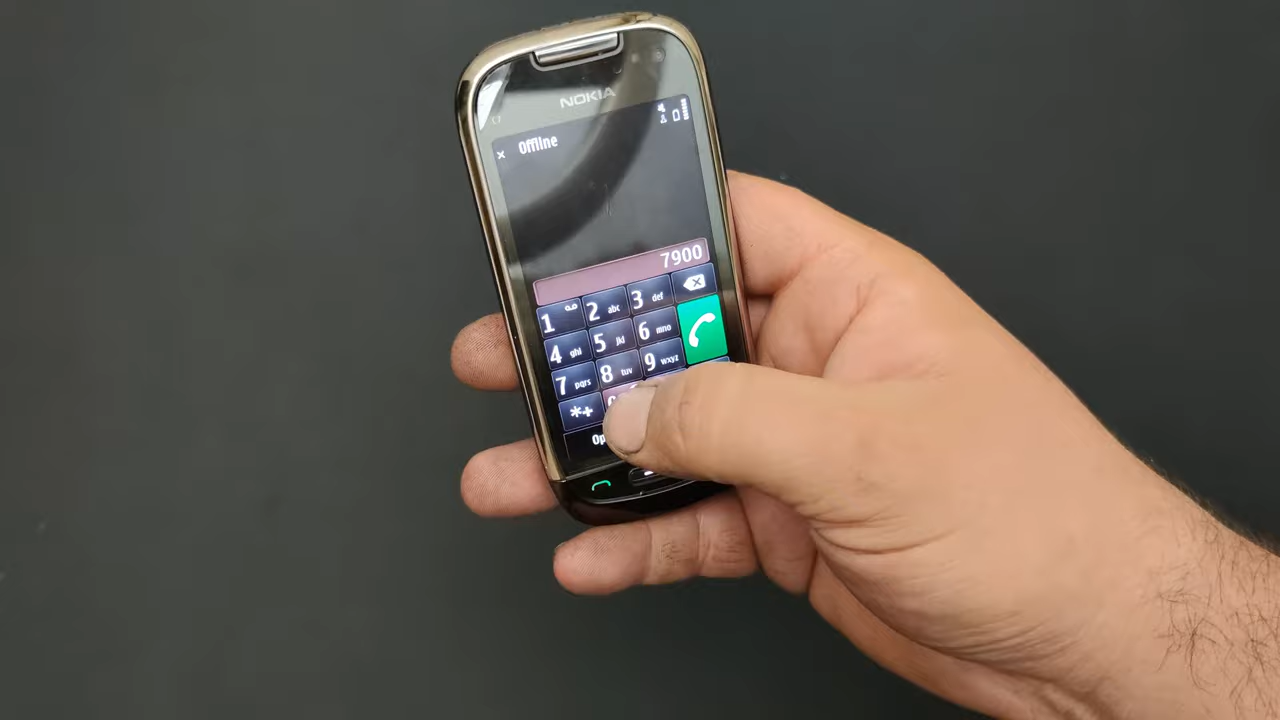 NOKIA
Offline
7900
1 2 abc 3 def
4 ghi 5 jkl 6 mno
7 pqrs 8 tuv 9 wxyz
*+